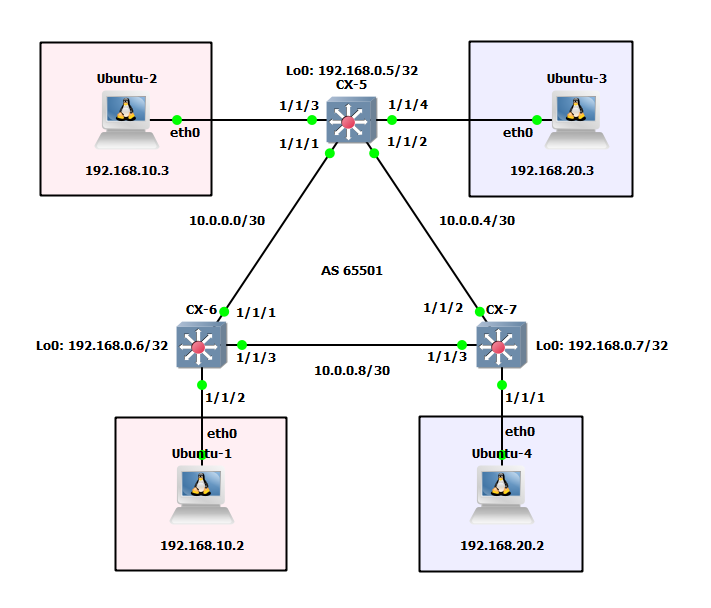 Lo0: 192.168.0.5/32
Ubuntu-2
CX-5
Ubuntu-3
1/1/3
1/1/4
eth0
eth0
1/1/1
1/1/2
192.168.10.3
192.168.20.3
10.0.0.0/30
10.0.0.4/30
AS 65501
CX-6
1/1/1
1/1/2
CX-7
Lo0: 192.168.0.6/32
Lo0: 192.168.0.7/32
1/1/3
1/1/3
10.0.0.8/30
1/1/2
1/1/1
eth0
eth0
Ubuntu-1
Ubuntu-4
192.168.10.2
192.168.20.2